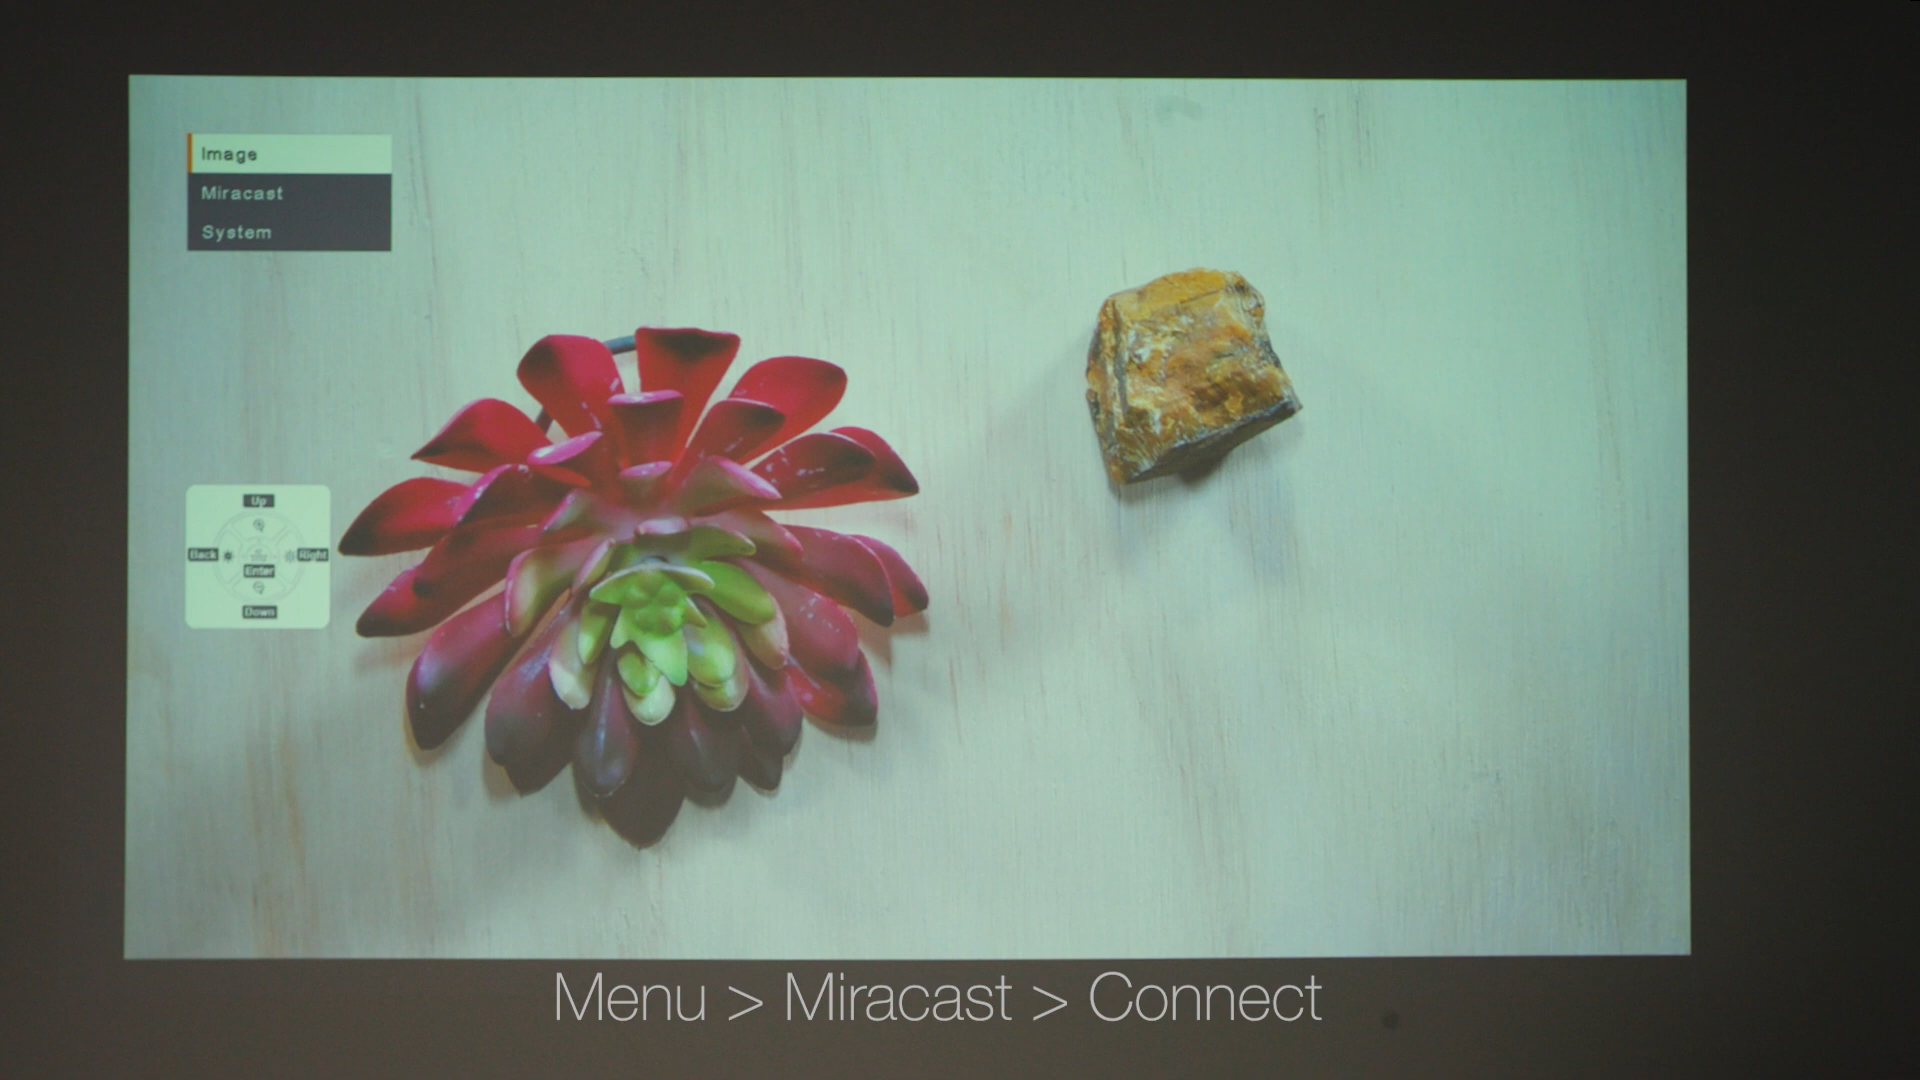 Image
Miracast
System
Up
Back
Right
Enter
Down
Menu > Miracast > Connect